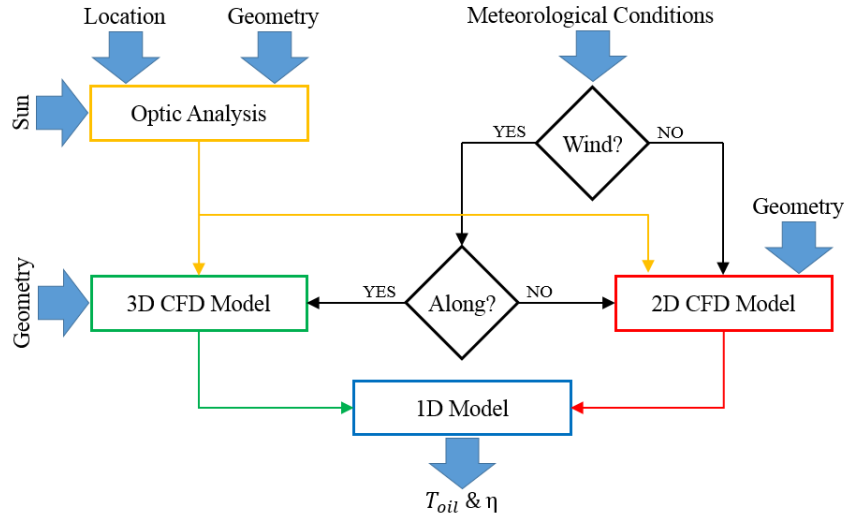 Location
Geometry
Meteorological Conditions
Sun
Optic Analysis
YES
Wind?
NO
Geometry
Geometry
3D CFD Model
YES
Along?
NO
2D CFD Model
1D Model
T_oil & η